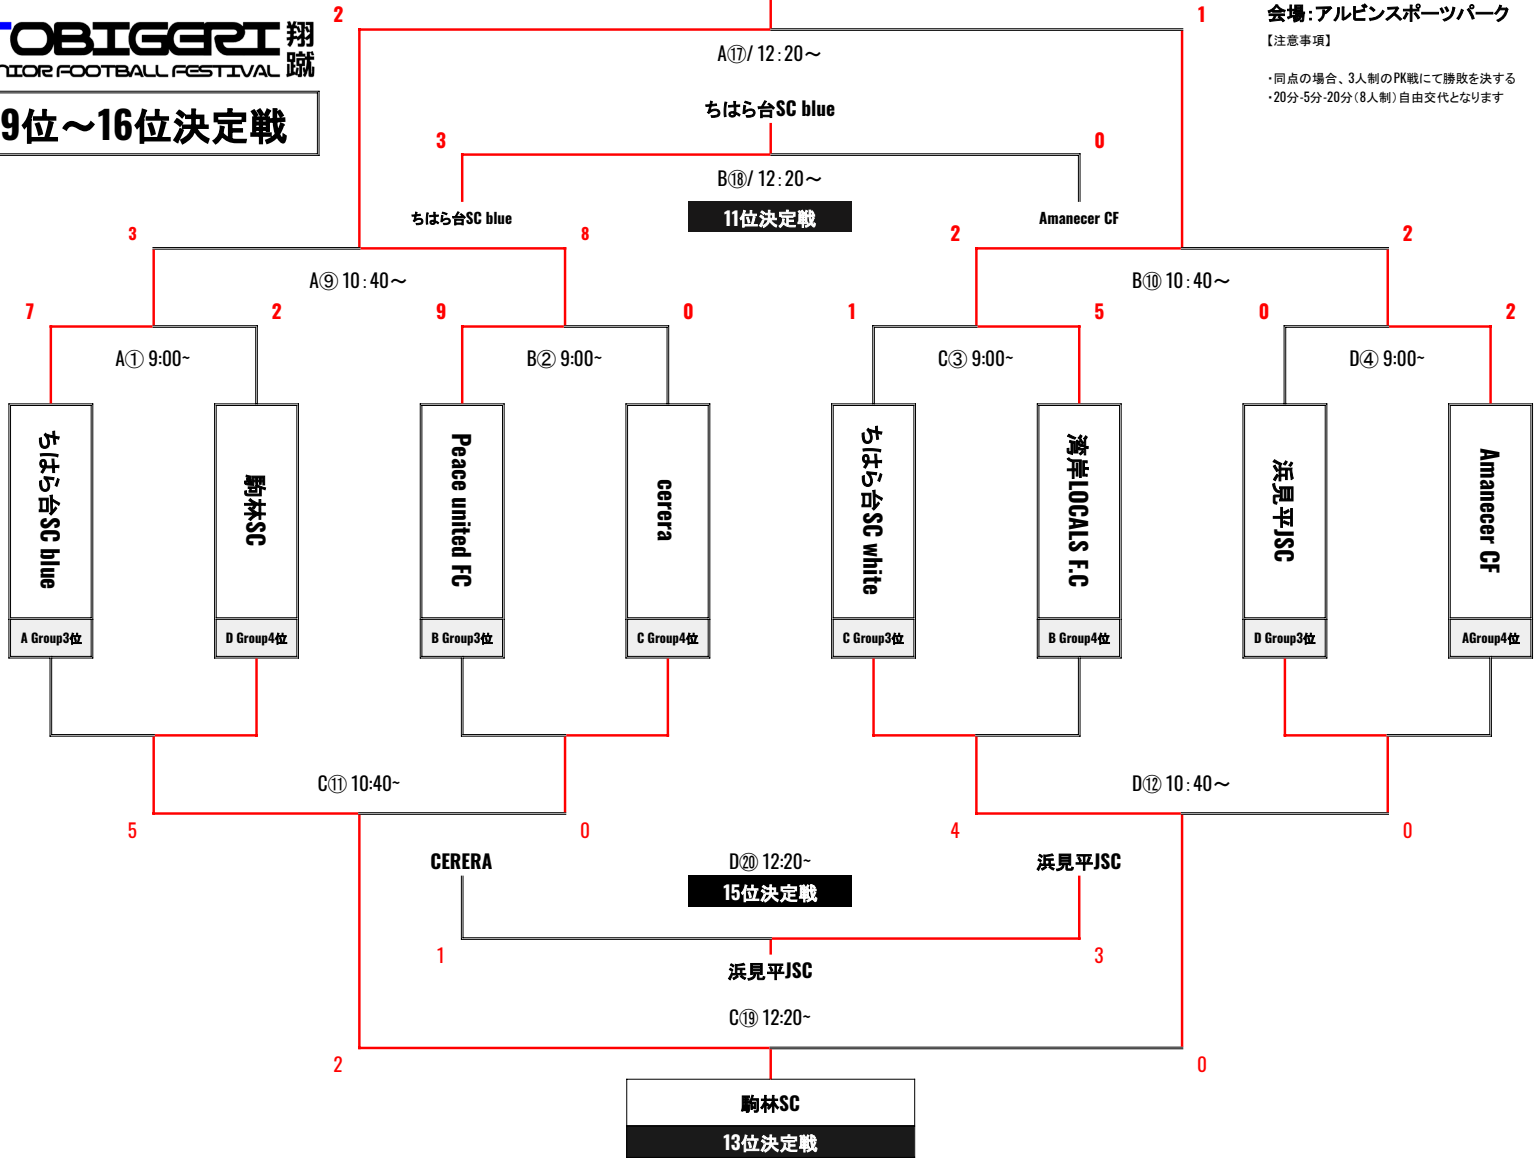 2
1
会場：アルビンスポーツパーク
TOBIGERI 翔蹴
NIOR FOOTBALL FESTIVAL
【注意事項】
A⑰/ 12：20～
・同点の場合、3人制のPK戦にて勝敗を決する
・20分-5分-20分（8人制）自由交代となります
9位～16位決定戦
ちはら台SC blue
3
0
B⑱/ 12：20～
11位決定戦
ちはら台SC blue
Amanecer CF
3
8
2
2
A⑨ 10：40～
B⑩ 10：40～
7
2
9
0
1
5
0
2
A① 9:00~
B② 9:00~
C③ 9:00~
D④ 9:00~
ちはら台SC blue
駒林SC
Peace united FC
cerera
ちはら台SC white
湾岸LOCALS F.C
浜見平JSC
Amanecer CF
A Group3位
D Group4位
B Group3位
C Group4位
C Group3位
B Group4位
D Group3位
AGroup4位
C⑪ 10:40~
D⑫ 10：40～
5
0
4
0
CERERA
D⑳ 12:20~
浜見平JSC
15位決定戦
1
3
浜見平JSC
C⑲ 12:20~
2
0
駒林SC
13位決定戦